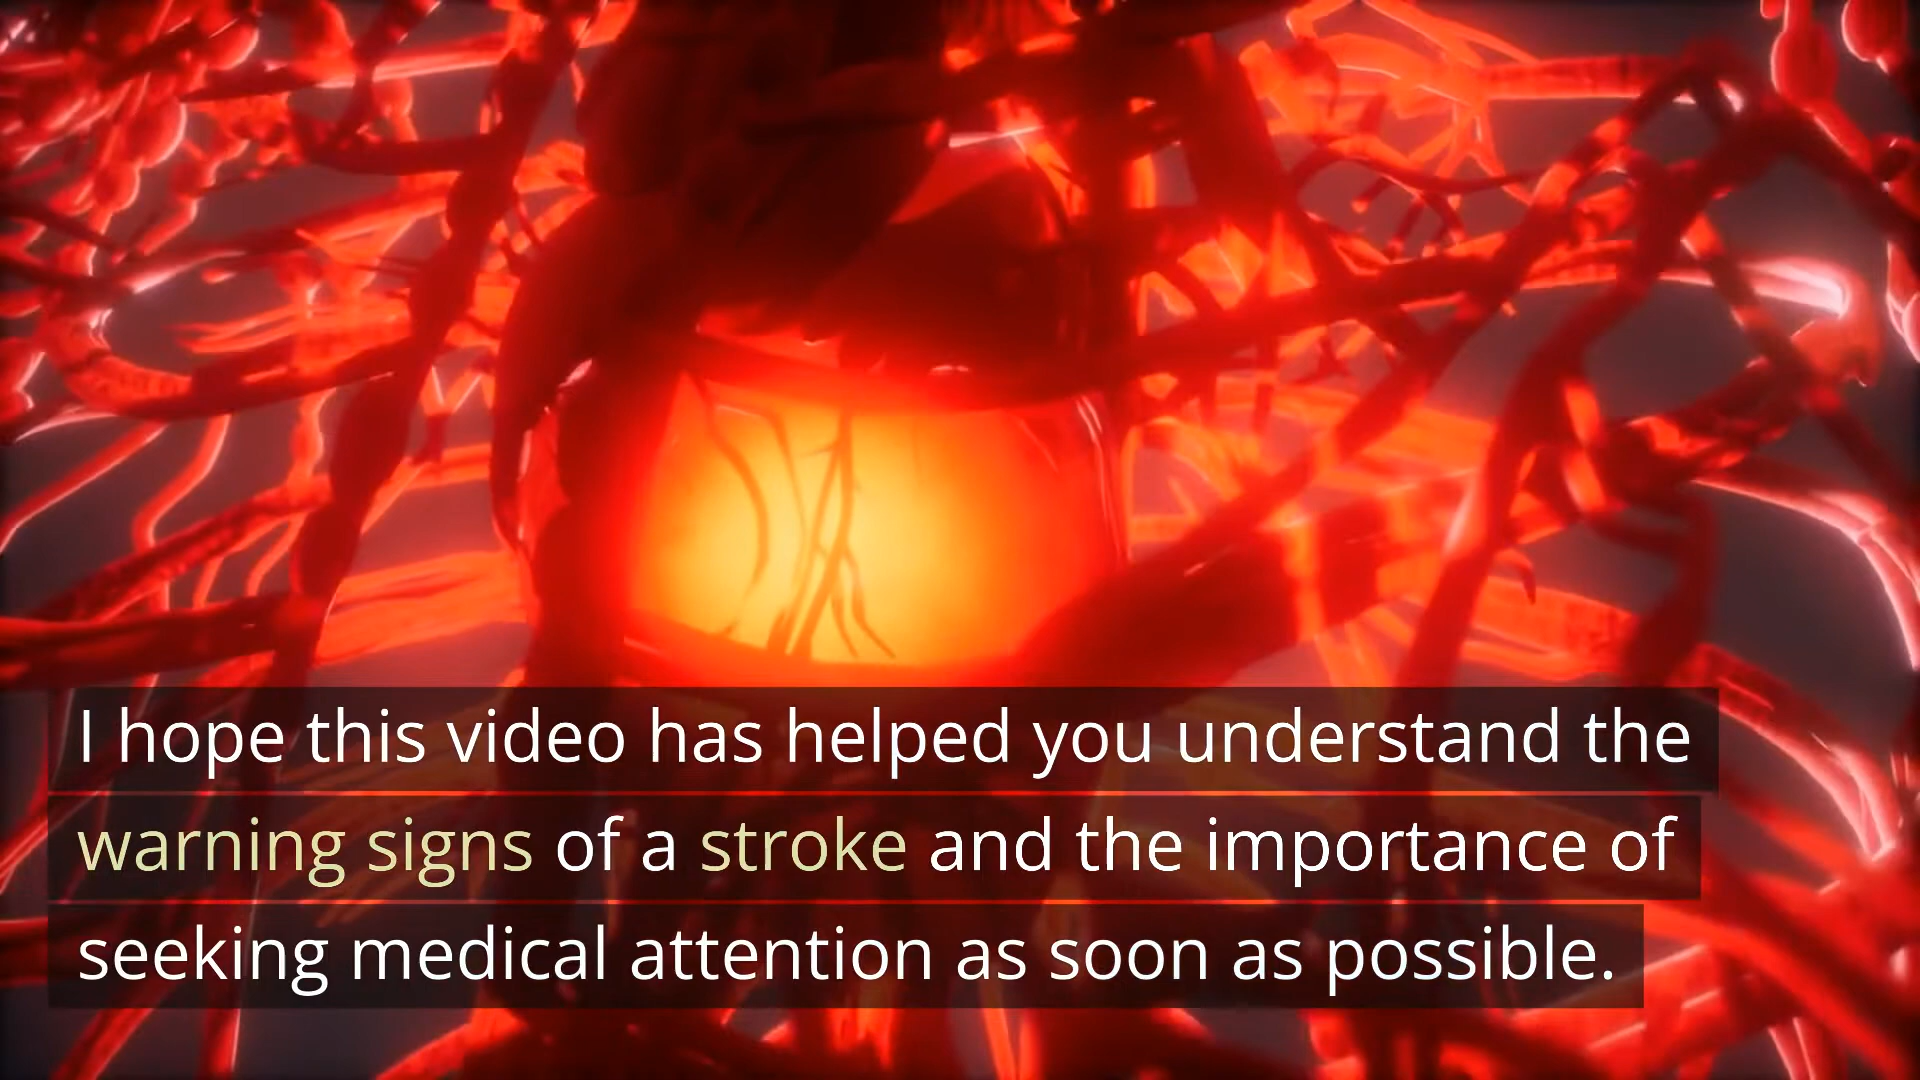 I hope this video has helped you understand the
warning signs of a stroke and the importance of
seeking medical attention as soon as possible.